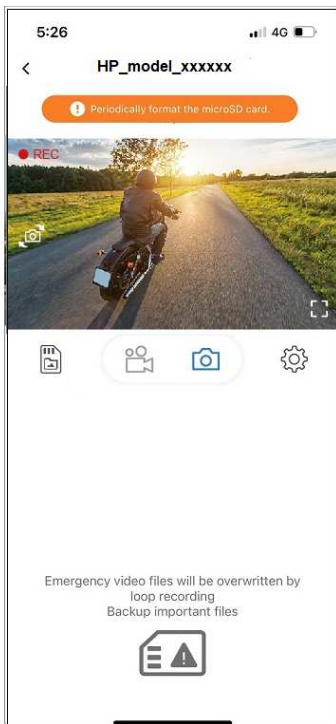 5:26
4G
HP_model_xxxxxx
Periodically format the microSD card.
REC
Emergency video files will be overwritten by
loop recording
Backup important files